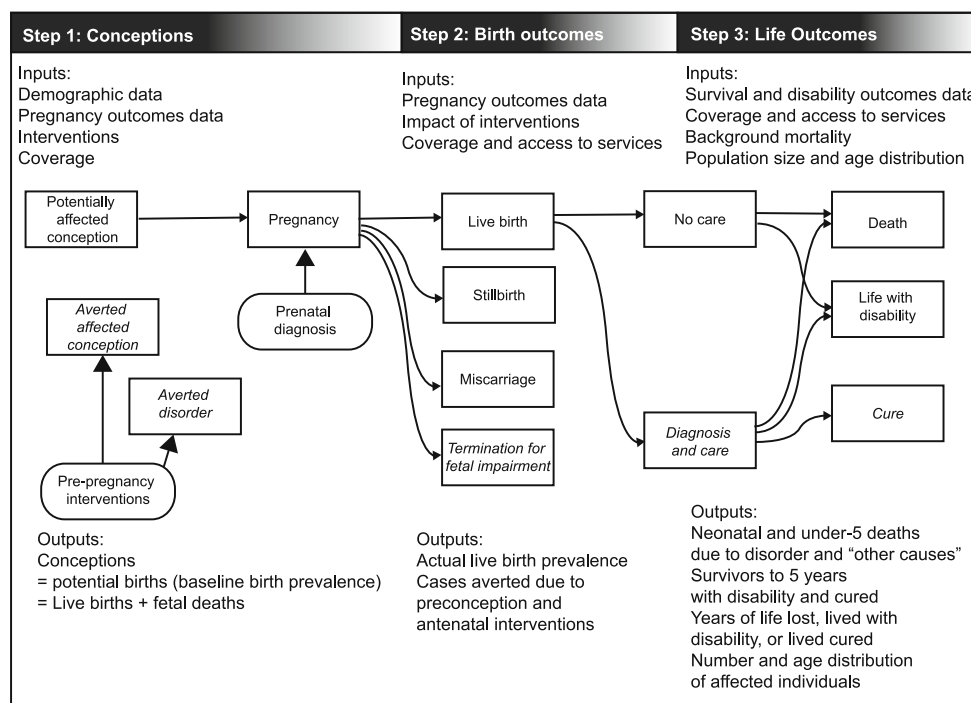 Step 1: Conceptions
Step 2: Birth outcomes
Step 3: Life Outcomes
Inputs:
Demographic data
Pregnancy outcomes data
Interventions
Coverage
Inputs:
Pregnancy outcomes data
Impact of interventions
Coverage and access to services
Inputs:
Survival and disability outcomes data
Coverage and access to services
Background mortality
Population size and age distribution
Potentially
affected
conception
Pregnancy
Live birth
No care
Death
Stillbirth
Life with
disability
Prenatal
diagnosis
Averted
affected
conception
Miscarriage
Averted
disorder
Cure
Termination for
fetal impairment
Diagnosis
and care
Pre-pregnancy
interventions
Outputs:
Conceptions
= potential births (baseline birth prevalence)
= Live births + fetal deaths
Outputs:
Actual live birth prevalence
Cases averted due to
preconception and
antenatal interventions
Outputs:
Neonatal and under-5 deaths
due to disorder and “other causes”
Survivors to 5 years
with disability and cured
Years of life lost, lived with
disability, or lived cured
Number and age distribution
of affected individuals